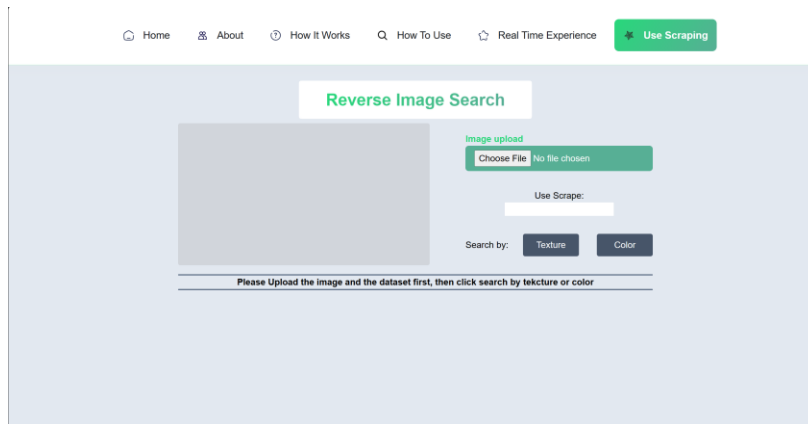 Home About How It Works How To Use Real Time Experience Use Scraping
Reverse Image Search
Image upload
Choose File No file chosen
Use Scrape:
Search by: Texture Color
Please Upload the image and the dataset first, then click search by tekcture or color